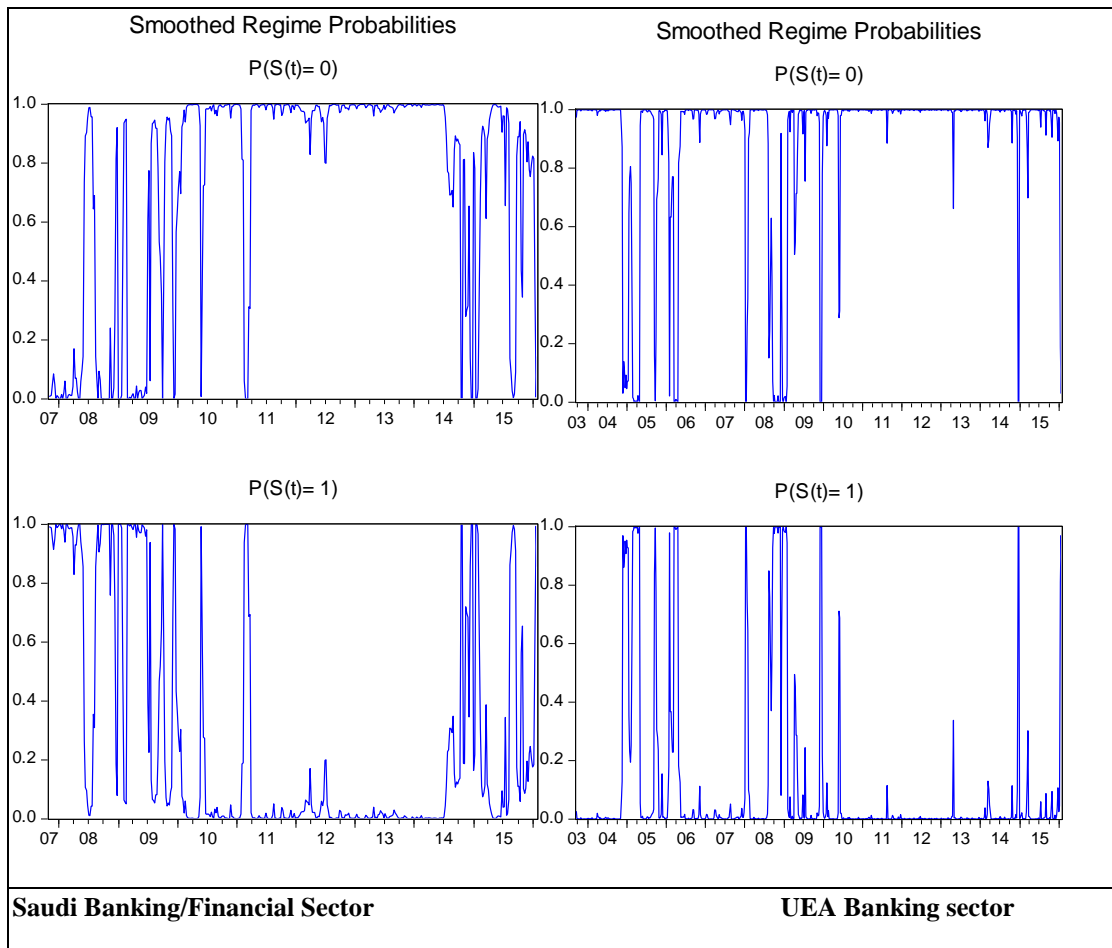 Smoothed Regime Probabilities
P(S(t)= 0)
1.0
0.8
0.6
0.4
0.2
0.0
07 08 09 10 11 12 13 14 15
P(S(t)= 1)
1.0
0.8
0.6
0.4
0.2
0.0
07 08 09 10 11 12 13 14 15
Smoothed Regime Probabilities
P(S(t)= 0)
1.0
0.8
0.6
0.4
0.2
0.0
03 04 05 06 07 08 09 10 11 12 13 14 15
P(S(t)= 1)
1.0
0.8
0.6
0.4
0.2
0.0
03 04 05 06 07 08 09 10 11 12 13 14 15
Saudi Banking/Financial Sector
UEA Banking sector